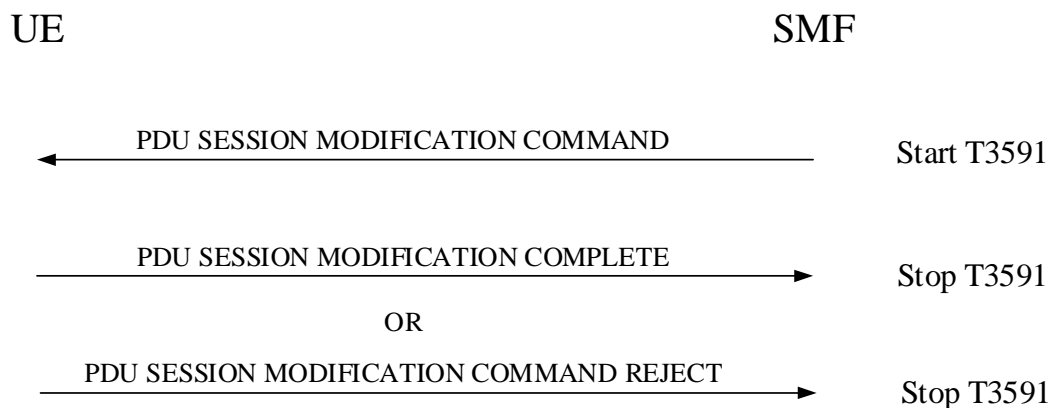 UE SMF
PDU SESSION MODIFICATION COMMAND Start T3591
PDU SESSION MODIFICATION COMPLETE Stop T3591
OR
PDU SESSION MODIFICATION COMMAND REJECT Stop T3591